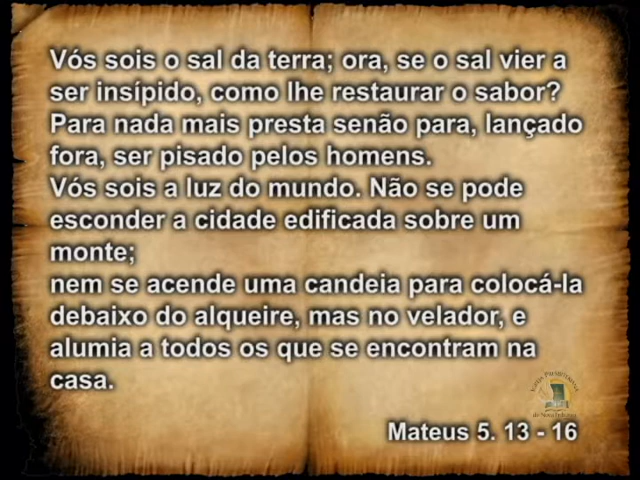 Vós sois o sal da terra; ora, se o sal vier a
ser insípido, como lhe restaurar o sabor?
Para nada mais presta senão para, lançado
fora, ser pisado pelos homens.
Vós sois a luz do mundo. Não se pode
esconder a cidade edificada sobre um
monte;
nem se acende uma candeia para colocá-la
debaixo do alqueire, mas no velador, e
alumia a todos os que se encontram na
casa.
Mateus 5. 13 - 16